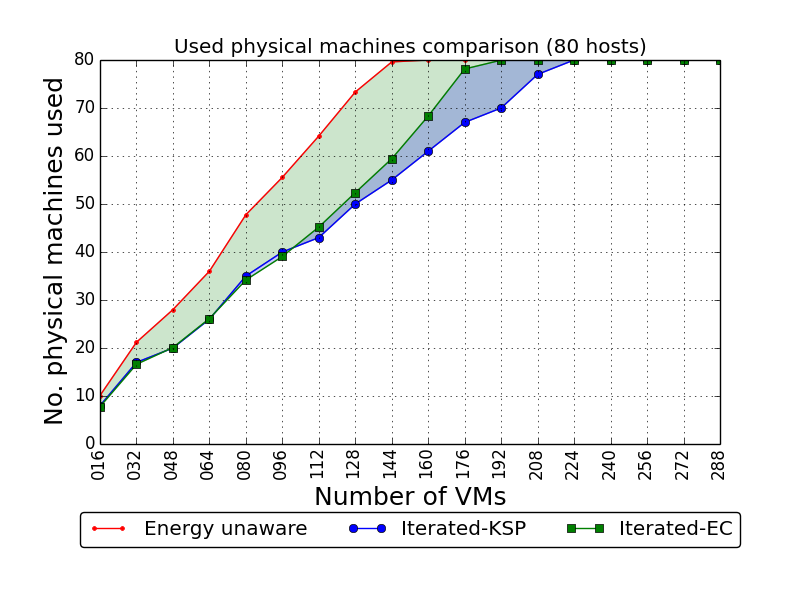 Used physical machines comparison (80 hosts)
No. physical machines used
80
70
60
50
40
30
20
10
0
016 032 048 064 080 096 112 128 144 160 176 192 208 224 240 256 272 288
Number of VMs
Energy unaware Iterated-KSP Iterated-EC